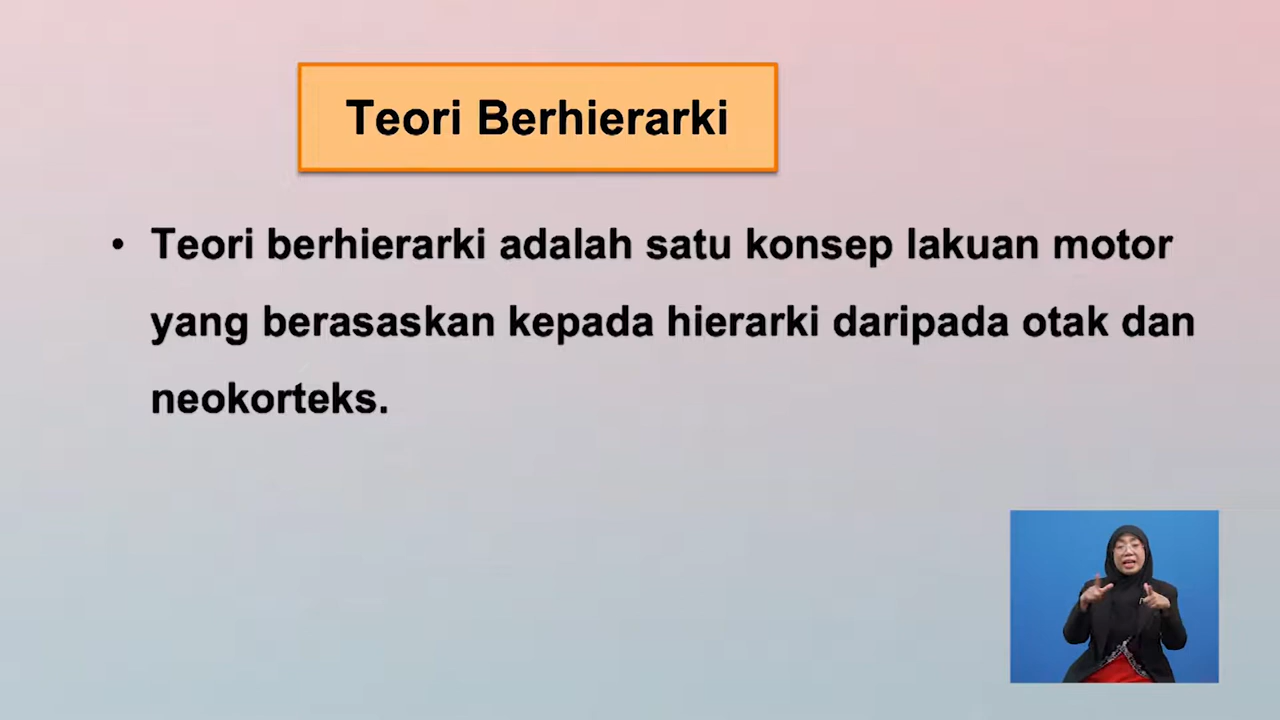 Teori Berhierarki
• Teori berhierarki adalah satu konsep lakuan motor
yang berasaskan kepada hierarki daripada otak dan
neokorteks.